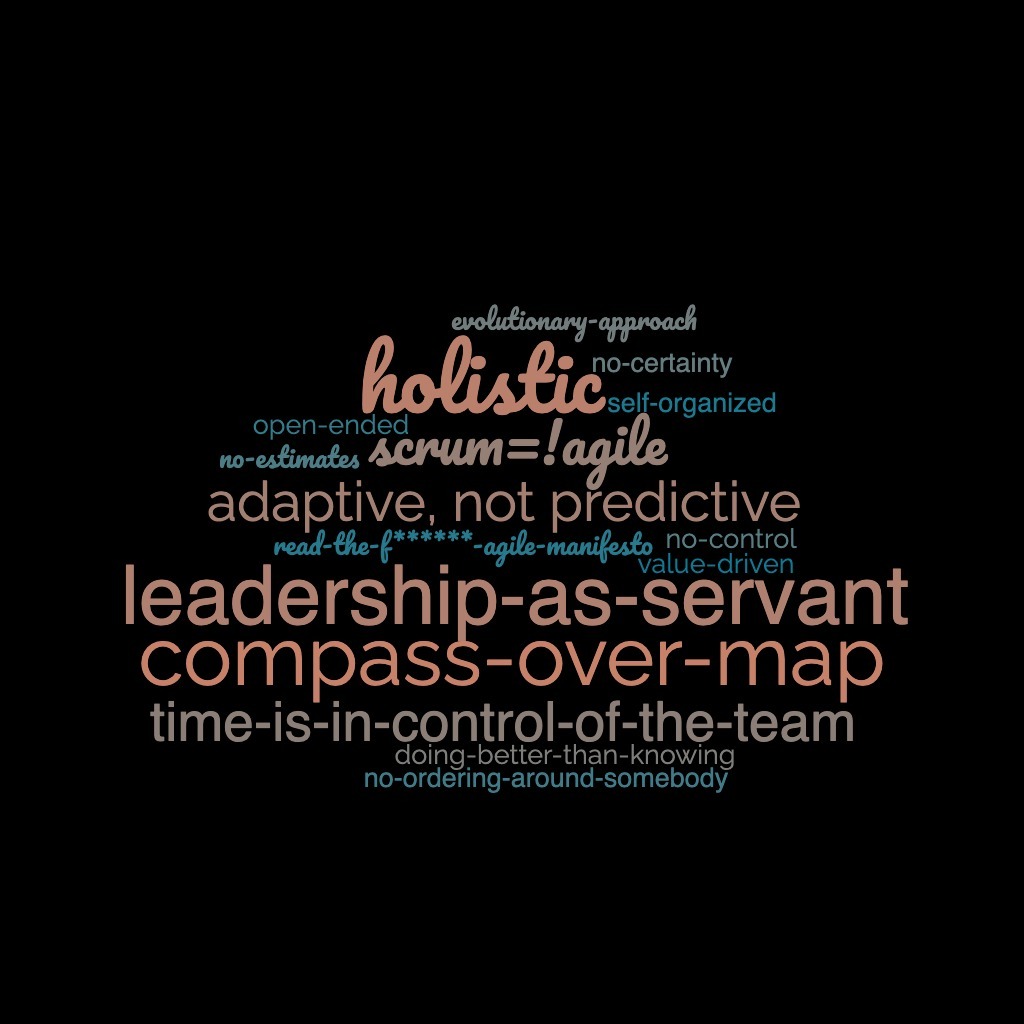 evolutionary-approach
holistic
no-certainty
self-organized
open-ended
scrum=!agile
no-estimates
adaptive, not predictive
read-the-f******-agile-manifesto
no-control
value-driven
leadership-as-servant
compass-over-map
time-is-in-control-of-the-team
doing-better-than-knowing
no-ordering-around-somebody